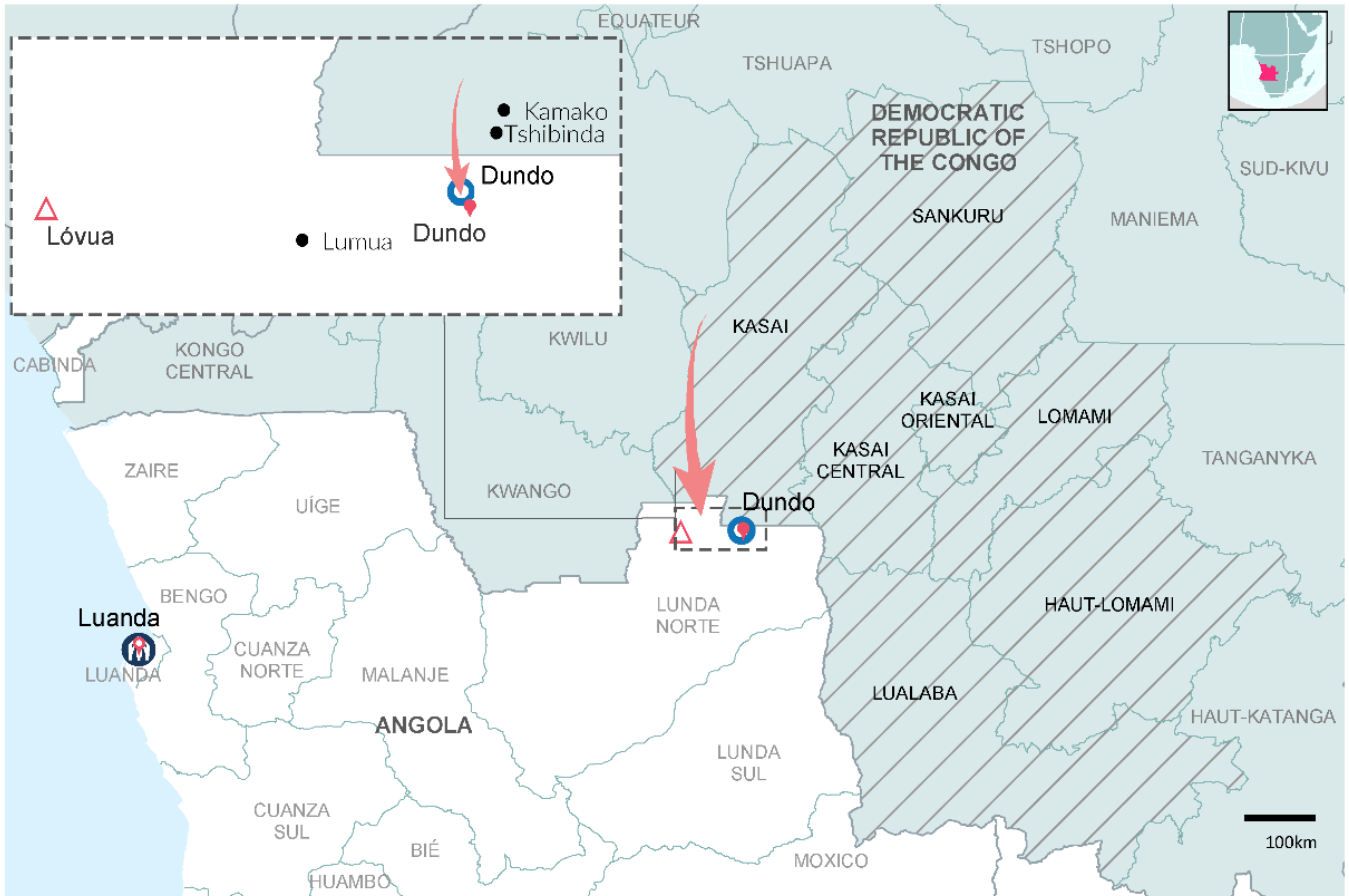 EQUATEUR
TSHOPO
TSHUAPA
Kamako
Tshibinda
Dundo
Lóvua
Dundo
Lumua
DEMOCRATIC
REPUBLIC OF
THE CONGO
SUD-KIVU
SANKURU
MANIEMA
KASAI
KWILU
KONGO
CENTRAL
CABINDA
KASAI
ORIENTAL
LOMAMI
KASAI
CENTRAL
TANGANYKA
ZAIRE
UÍGE
KWANGO
Dundo
BENGO
LUNDA
NORTE
HAUT-LOMAMI
Luanda
LUANDA
CUANZA
NORTE
MALANJE
LUALABA
ANGOLA
HAUT-KATANGA
LUNDA
SUL
CUANZA
SUL
BIÉ
100km
MOXICO
HUAMBO